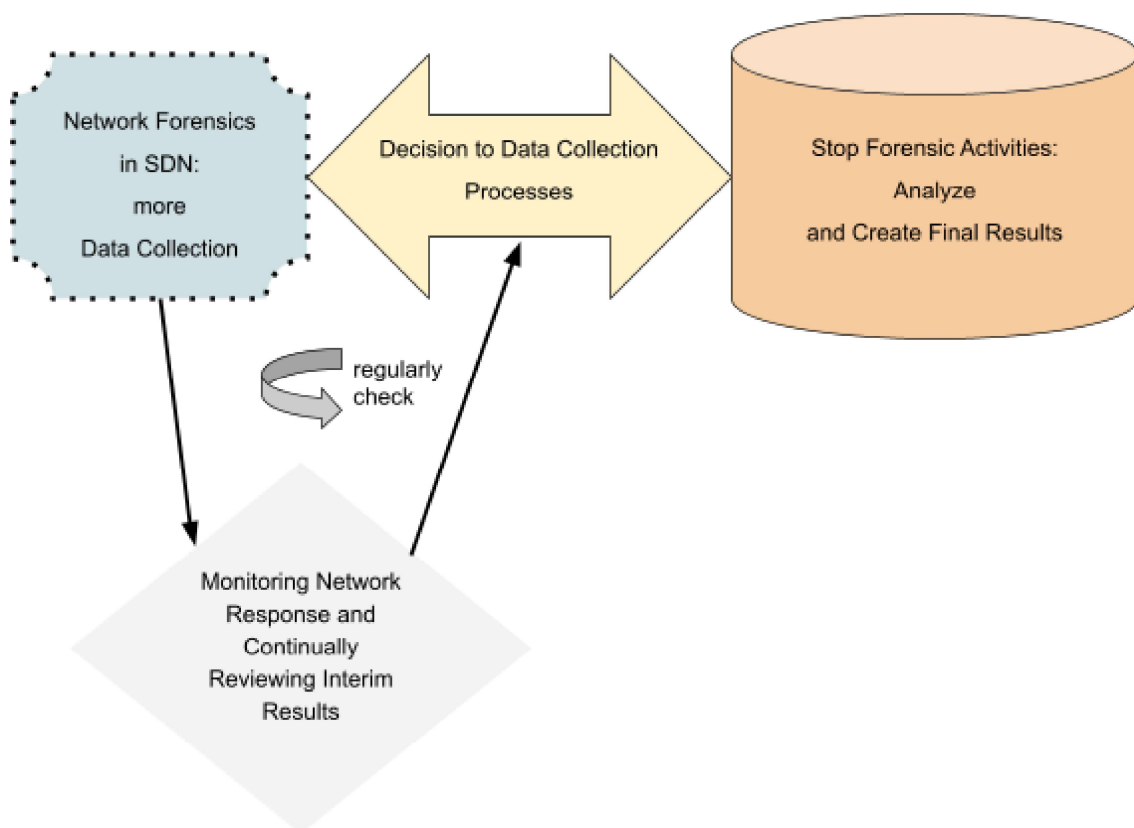 Network Forensics
in SDN:
more
Data Collection
Decision to Data Collection
Processes
Stop Forensic Activities:
Analyze
and Create Final Results
regularly
check
Monitoring Network
Response and
Continually
Reviewing Interim
Results